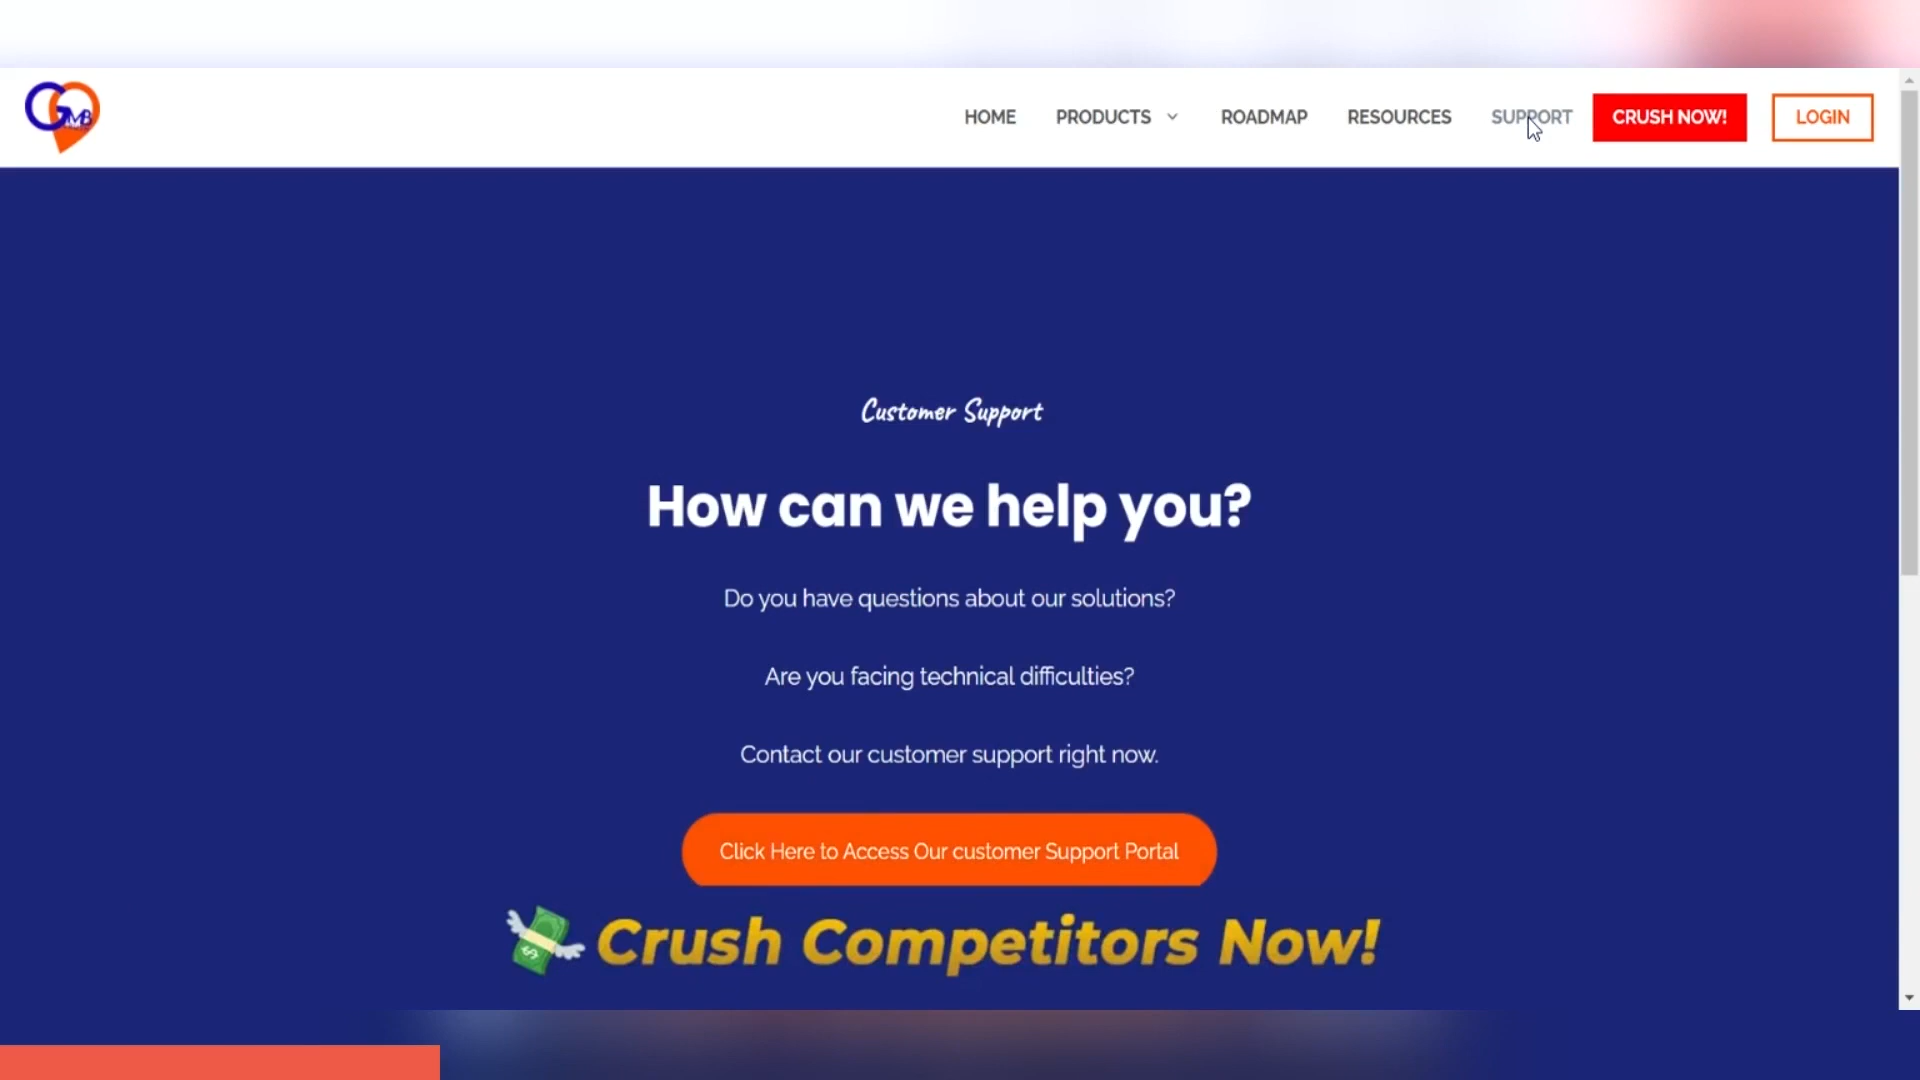 GMB
HOME PRODUCTS ROADMAP RESOURCES SUPPORT CRUSH NOW! LOGIN
Customer Support
How can we help you?
Do you have questions about our solutions?
Are you facing technical difficulties?
Contact our customer support right now.
Click Here to Access Our customer Support Portal
Crush Competitors Now!